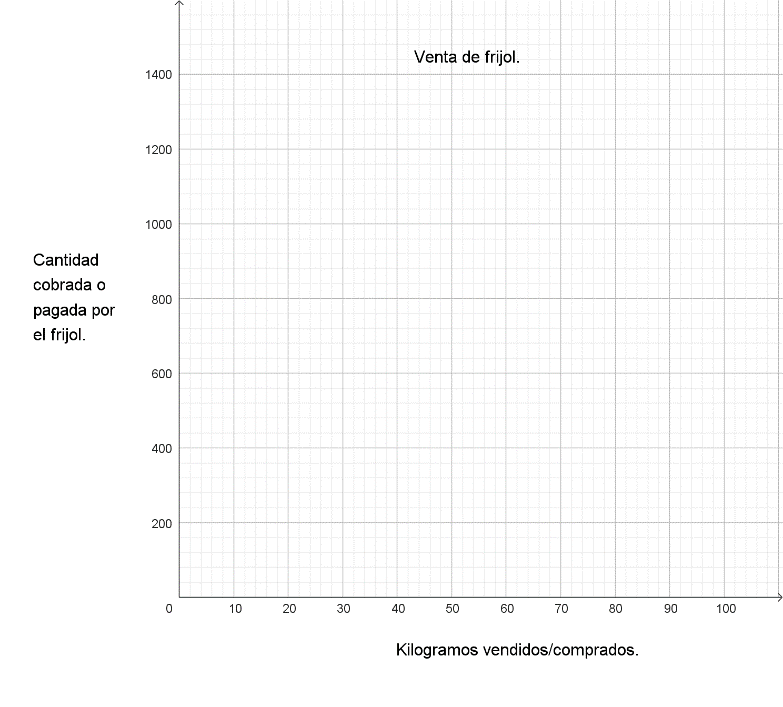 Venta de frijol.
1400
1200
1000
Cantidad
cobrada o
pagada por
el frijol.
800
600
400
200
0 10 20 30 40 50 60 70 80 90 100
Kilogramos vendidos/comprados.